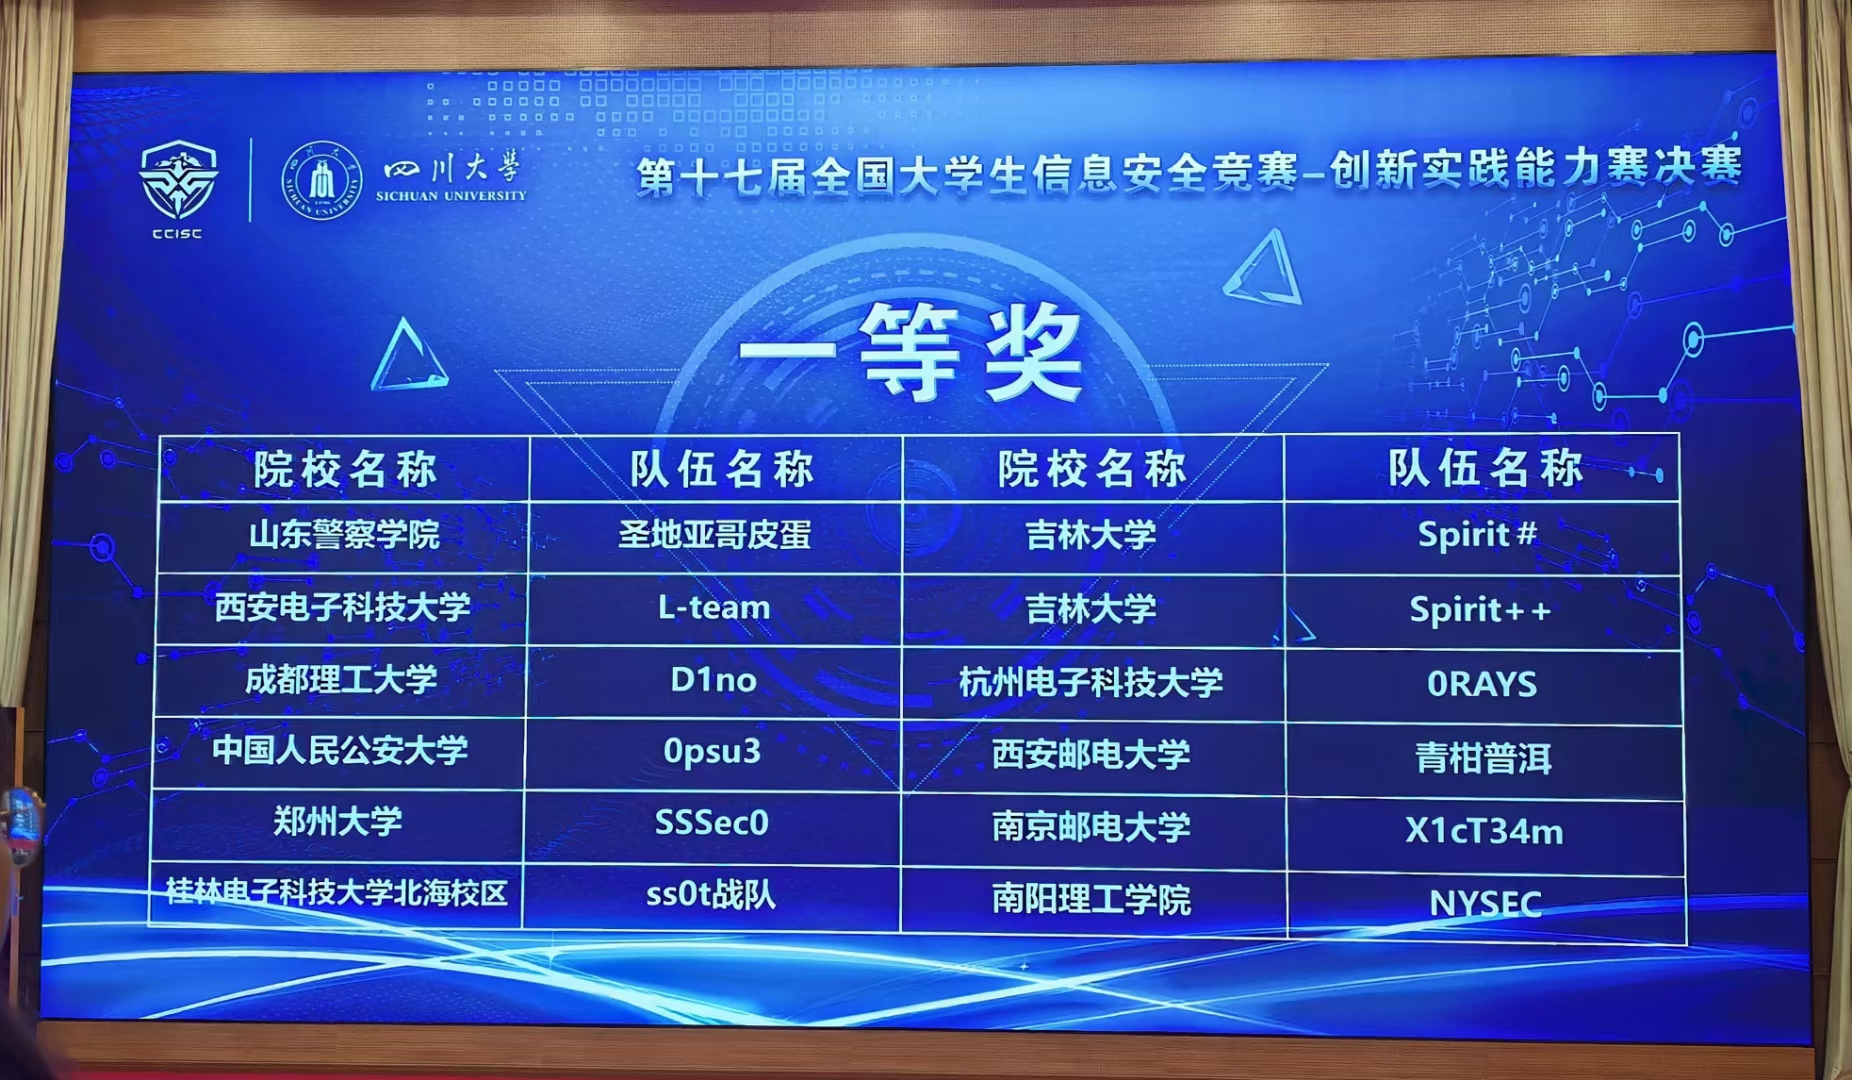 CCISC
四川大学
SICHUAN UNIVERSITY
第十七届全国大学生信息安全竞赛-创新实践能力赛决赛
一等奖
院校名称 队伍名称 院校名称 队伍名称
山东警察学院 圣地亚哥皮蛋 吉林大学 Spirit#
西安电子科技大学 L-team 吉林大学 Spirit++
成都理工大学 D1no 杭州电子科技大学 0RAYS
中国人民公安大学 0psu3 西安邮电大学 青柑普洱
郑州大学 SSSec0 南京邮电大学 X1cT34m
桂林电子科技大学北海校区 ss0t战队 南阳理工学院 NYSEC